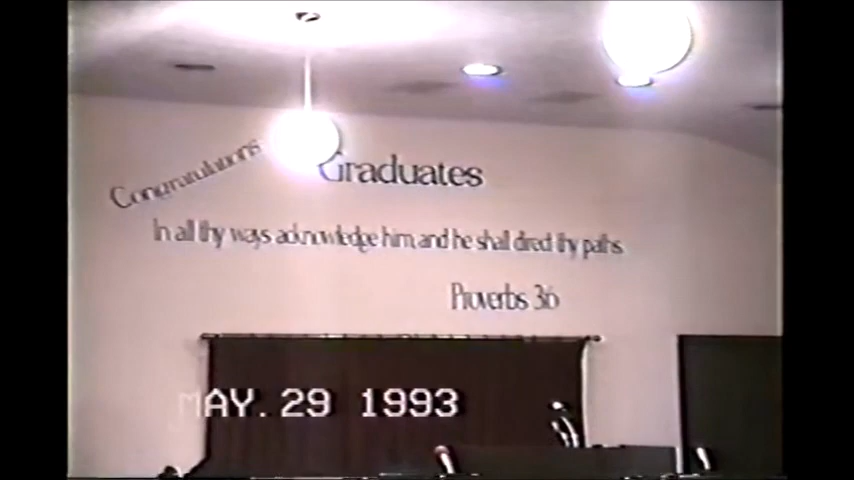 Congratulations Graduates
In all thy ways acknowledge him, and he shall direct thy paths
Proverbs 3:6
MAY. 29 1993